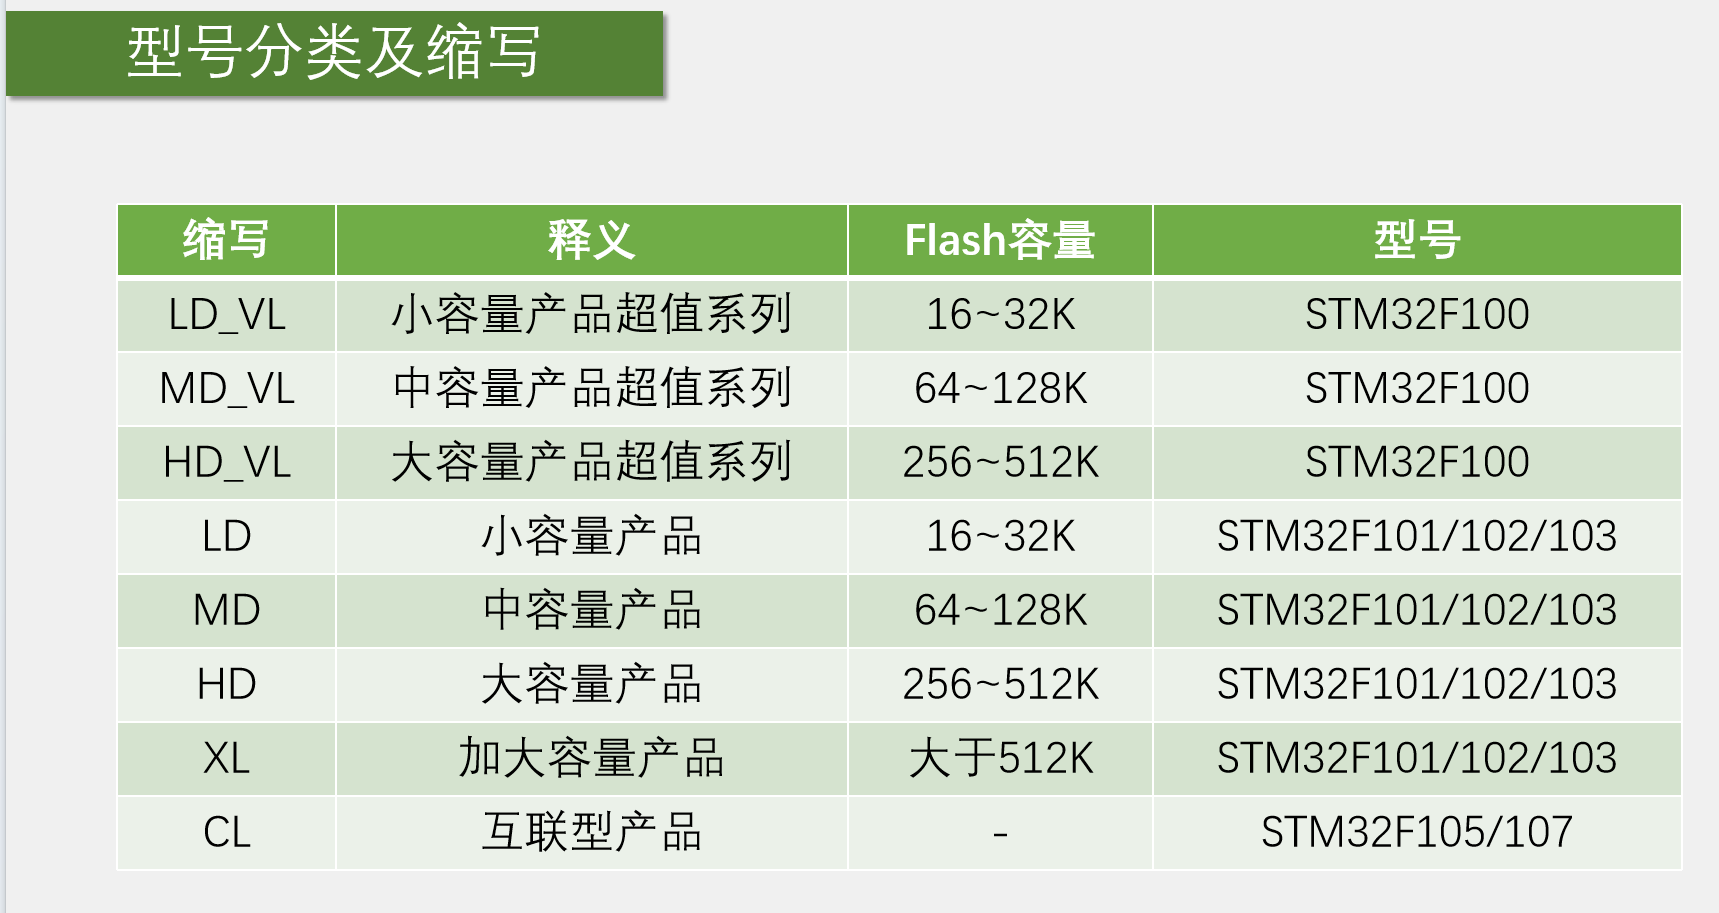 型号分类及缩写
缩写 释义 Flash容量 型号
LD_VL 小容量产品超值系列 16~32K STM32F100
MD_VL 中容量产品超值系列 64~128K STM32F100
HD_VL 大容量产品超值系列 256~512K STM32F100
LD 小容量产品 16~32K STM32F101/102/103
MD 中容量产品 64~128K STM32F101/102/103
HD 大容量产品 256~512K STM32F101/102/103
XL 加大容量产品 大于512K STM32F101/102/103
CL 互联型产品 - STM32F105/107